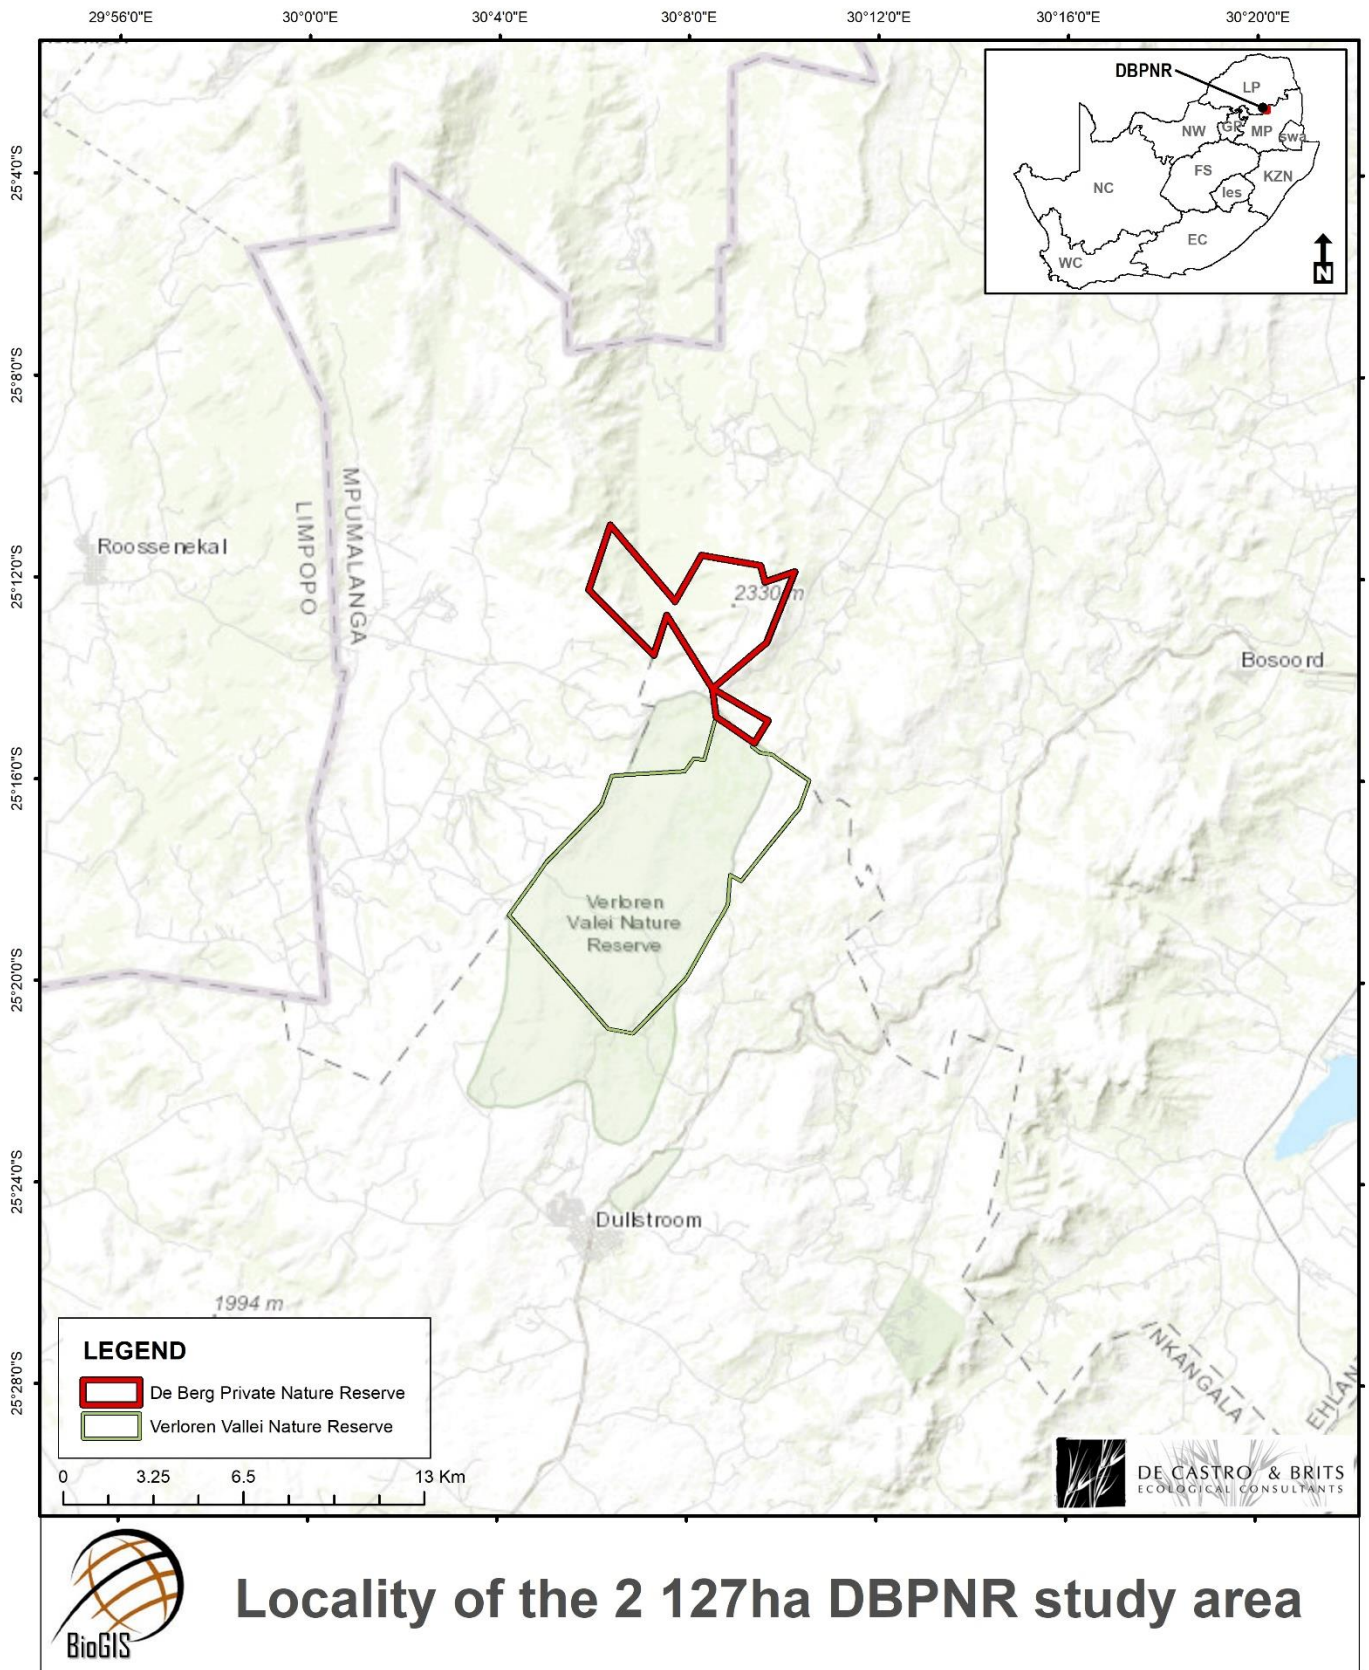 29°56'0"E
30°0'0"E
30°4'0"E
30°8'0"E
30°12'0"E
30°16'0"E
30°20'0"E
25°4'0"S
25°8'0"S
25°12'0"S
25°16'0"S
25°20'0"S
25°24'0"S
25°28'0"S
DBPNR
LP
NW
GP
MP
swa
FS
KZN
NC
les
EC
WC
N
MPUMALANGA
LIMPOPO
Roossenekal
2330 m
Bosoord
Verloren
Valei Nature
Reserve
Dullstroom
1994 m
NKANGALA
EHLAN
LEGEND
De Berg Private Nature Reserve
Verloren Vallei Nature Reserve
0 3.25 6.5 13 Km
DE CASTRO & BRITS
ECOLOGICAL CONSULTANTS
BioGIS
Locality of the 2 127ha DBPNR study area